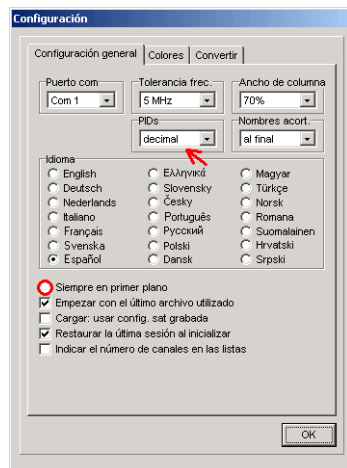 Configuración
Configuración general Colores Convertir
Puerto com Tolerancia frec. Ancho de columna
Com 1 5 MHz 70%
PIDs Nombres acort.
decimal al final
Idioma
English Ελληνικά Magyar
Deutsch Slovensky Türkçe
Nederlands Česky Norsk
Italiano Português Romana
Français Русский Suomalainen
Svenska Polski Hrvatski
Español Dansk Srpski
Siempre en primer plano
Empezar con el último archivo utilizado
Cargar: usar config. sat grabada
Restaurar la última sesión al inicializar
Indicar el número de canales en las listas
OK